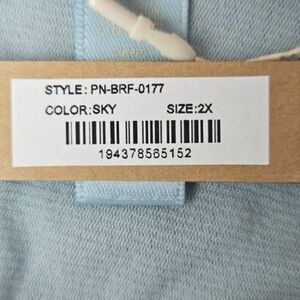 STYLE: PN-BRF-0177
COLOR:SKY SIZE:2X
194378565152